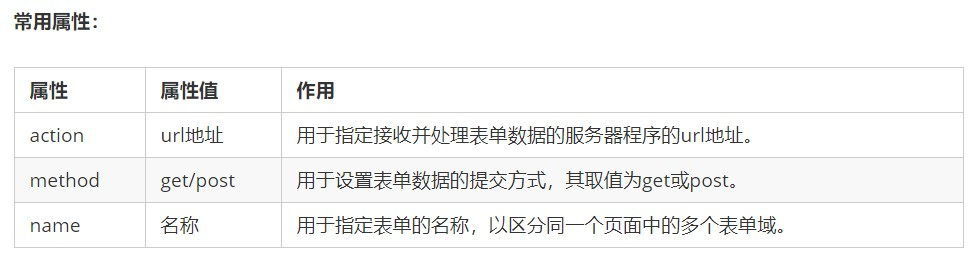 常用属性：
属性 属性值 作用
action url地址 用于指定接收并处理表单数据的服务器程序的url地址。
method get/post 用于设置表单数据的提交方式，其取值为get或post。
name 名称 用于指定表单的名称，以区分同一个页面中的多个表单域。